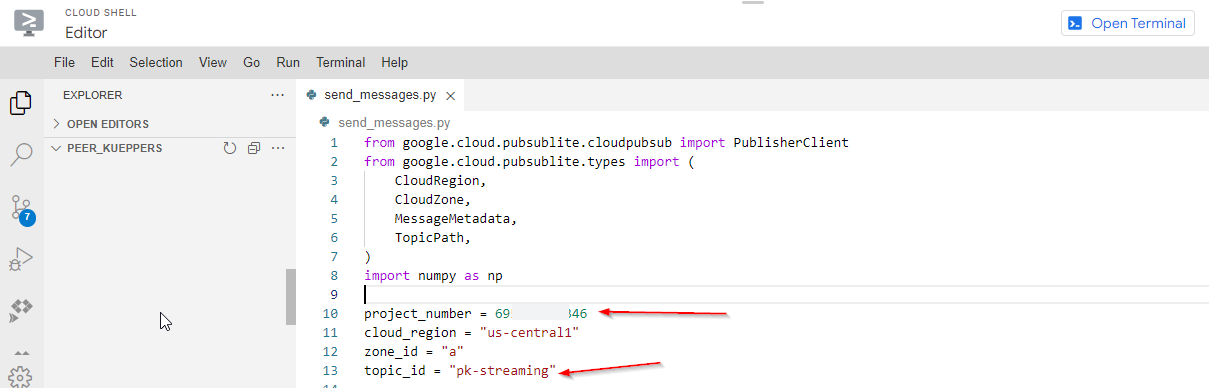 CLOUD SHELL
Editor
Open Terminal
File Edit Selection View Go Run Terminal Help
EXPLORER
OPEN EDITORS
PEER_KUEPPERS
7
send_messages.py
send_messages.py
1 from google.cloud.pubsublite.cloudpubsub import PublisherClient
2 from google.cloud.pubsublite.types import (
3     CloudRegion,
4     CloudZone,
5     MessageMetadata,
6     TopicPath,
7 )
8 import numpy as np
9
10 project_number = 69 846
11 cloud_region = "us-central1"
12 zone_id = "a"
13 topic_id = "pk-streaming"